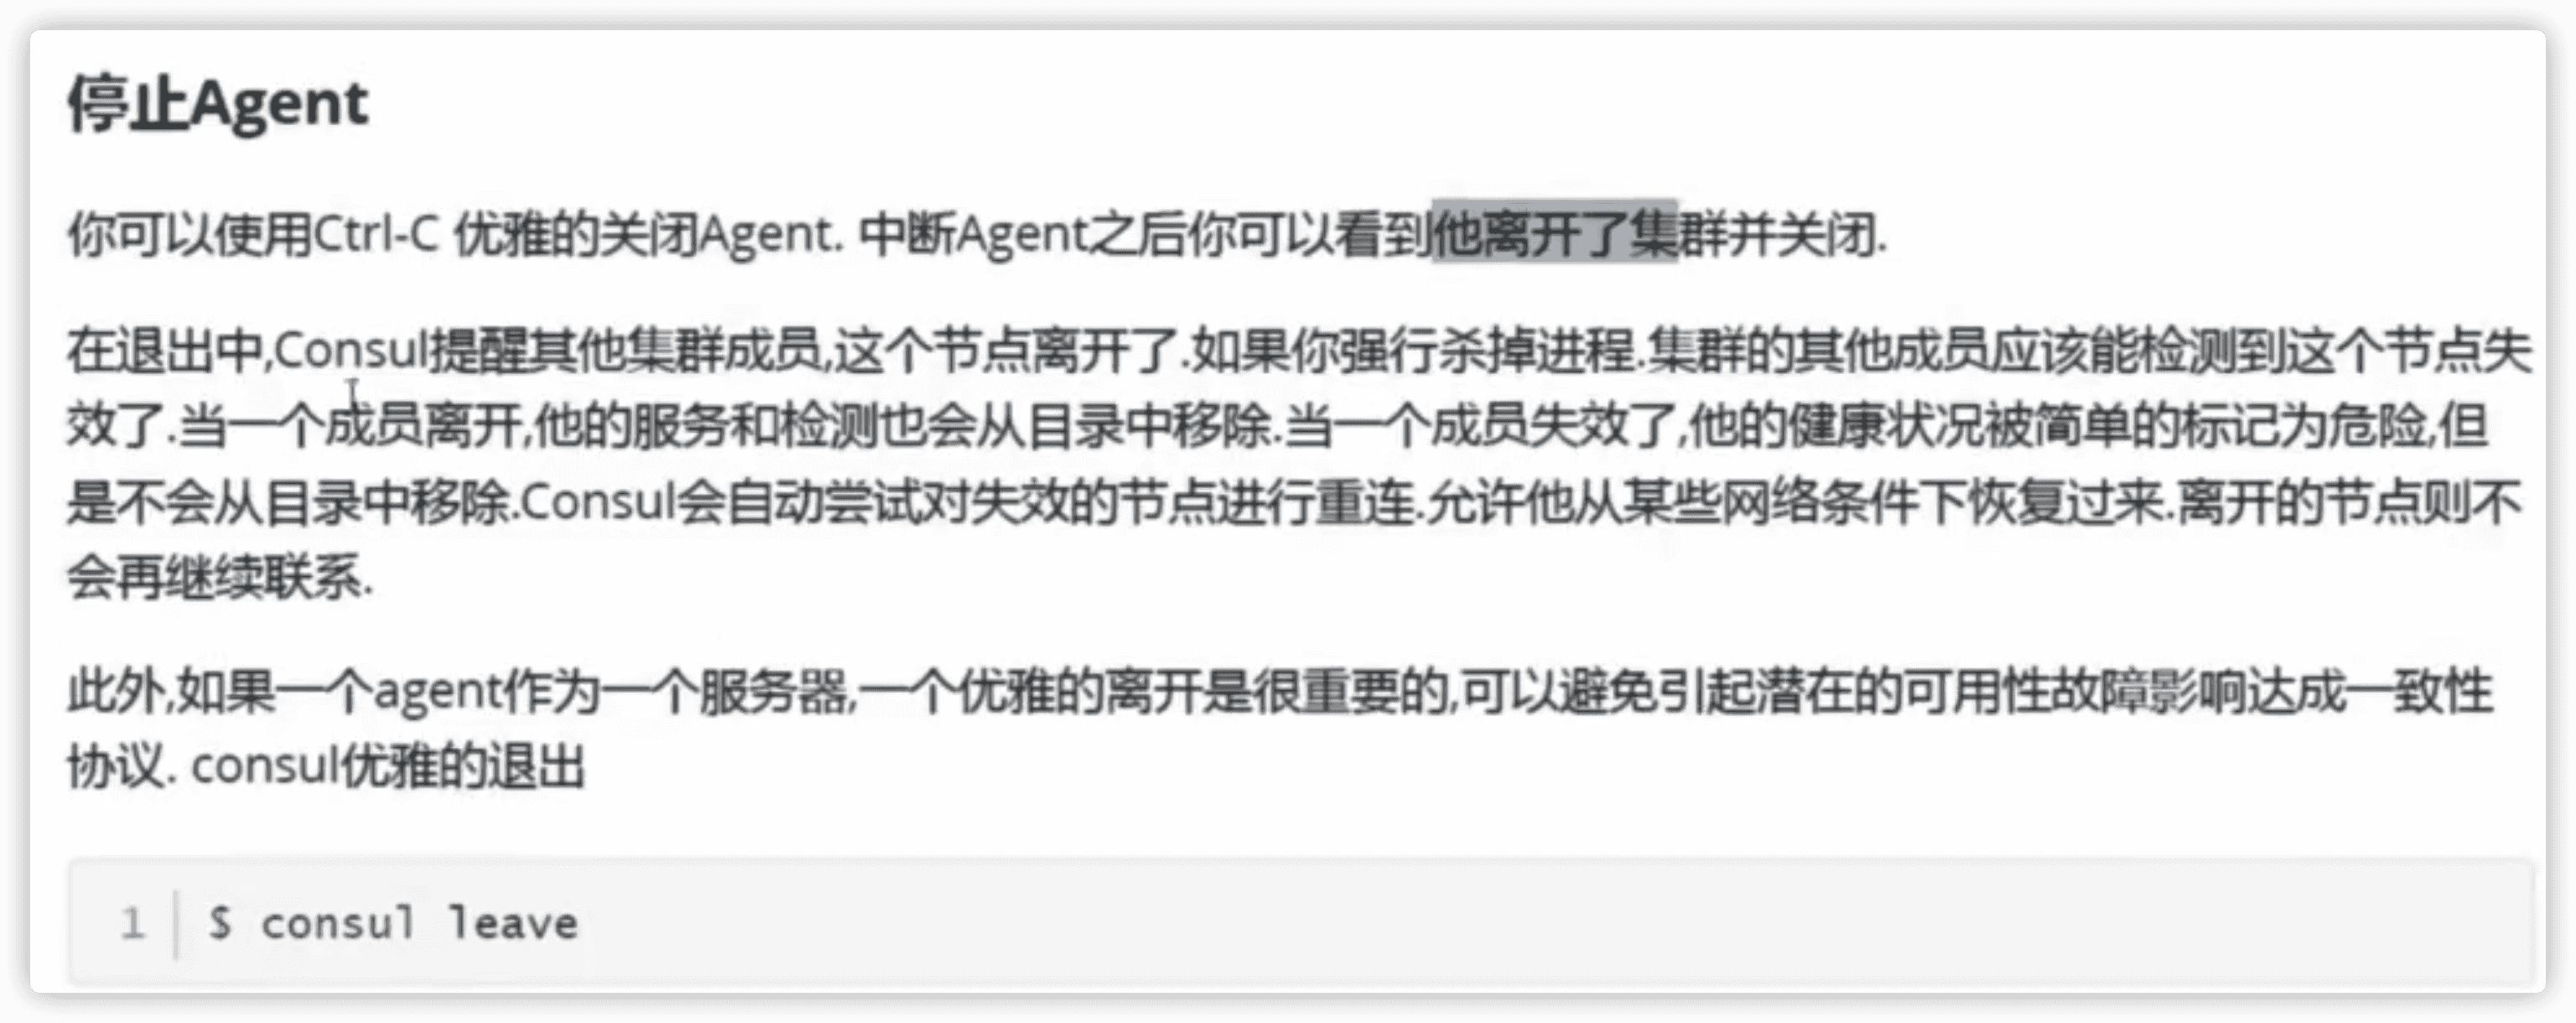 停止Agent
你可以使用Ctrl-C 优雅的关闭Agent. 中断Agent之后你可以看到他离开了集群并关闭.
在退出中,Consul提醒其他集群成员,这个节点离开了.如果你强行杀掉进程.集群的其他成员应该能检测到这个节点失
效了.当一个成员离开,他的服务和检测也会从目录中移除.当一个成员失效了,他的健康状况被简单的标记为危险,但
是不会从目录中移除.Consul会自动尝试对失效的节点进行重连.允许他从某些网络条件下恢复过来.离开的节点则不
会再继续联系.
此外,如果一个agent作为一个服务器,一个优雅的离开是很重要的,可以避免引起潜在的可用性故障影响达成一致性
协议. consul优雅的退出
1 $ consul leave